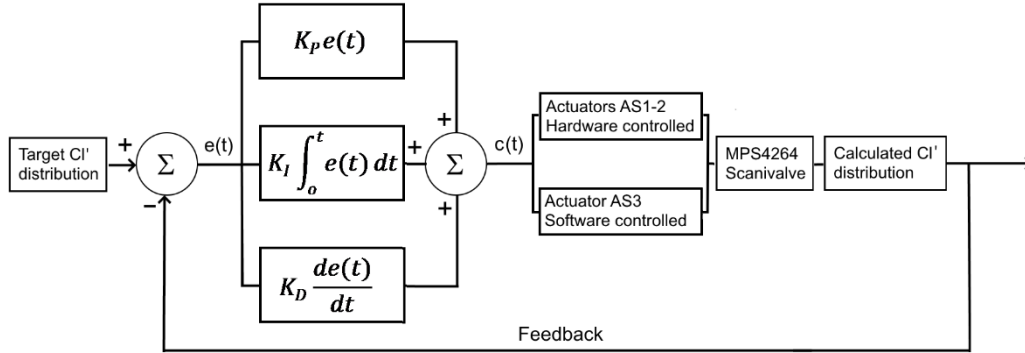 K_P e(t)
Target Cl'
distribution
+
−
Σ
e(t)
K_I ∫_o^t e(t) dt
+
+
+
Σ
c(t)
Actuators AS1-2
Hardware controlled
Actuator AS3
Software controlled
MPS4264
Scanivalve
Calculated Cl'
distribution
K_D de(t)/dt
Feedback